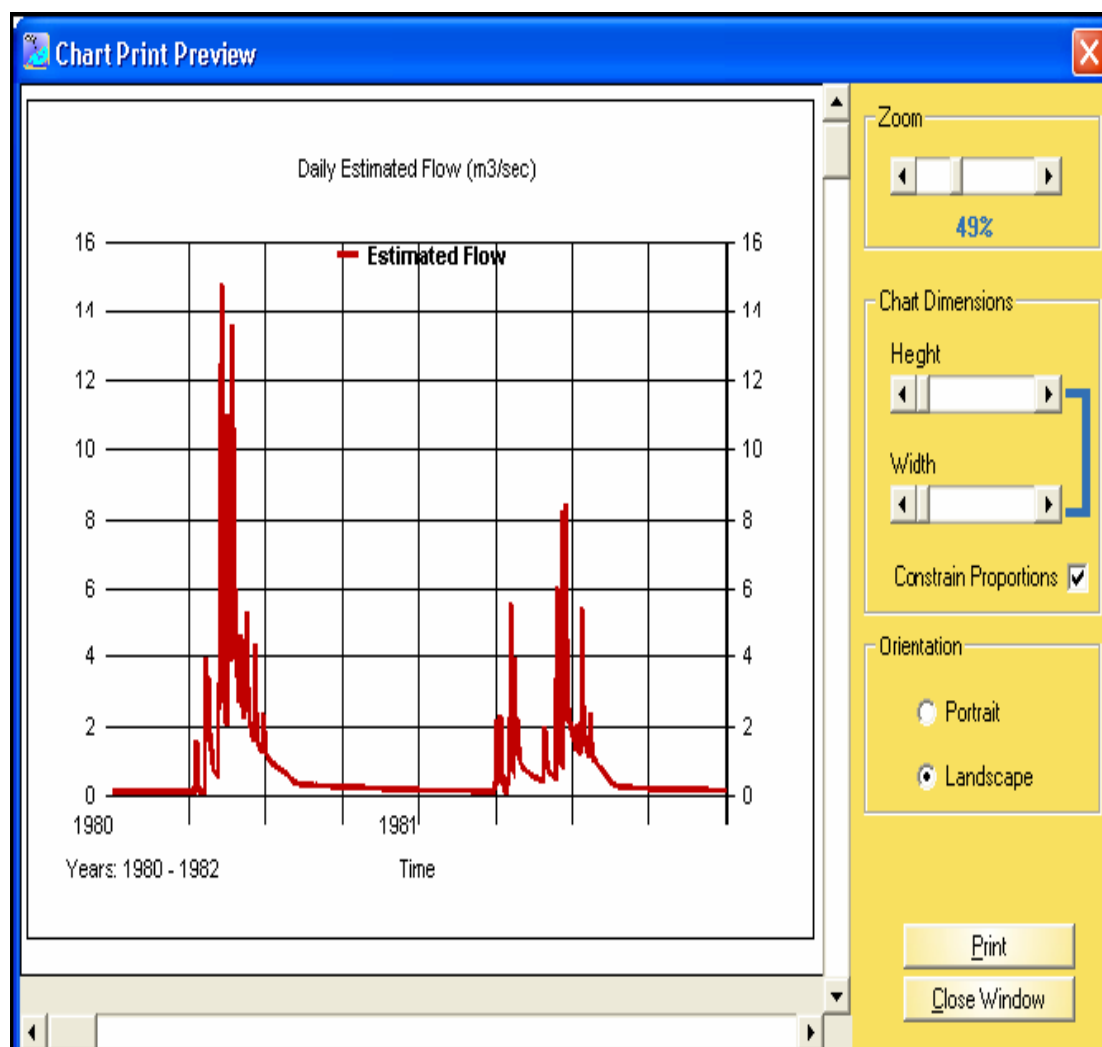 Chart Print Preview
Daily Estimated Flow (m3/sec)
Estimated Flow
16
14
12
10
8
6
4
2
0
16
14
12
10
8
6
4
2
0
1980
1981
Years: 1980 - 1982
Time
Zoom
49%
Chart Dimensions
Heght
Width
Constrain Proportions
Orientation
Portrait
Landscape
Print
Close Window